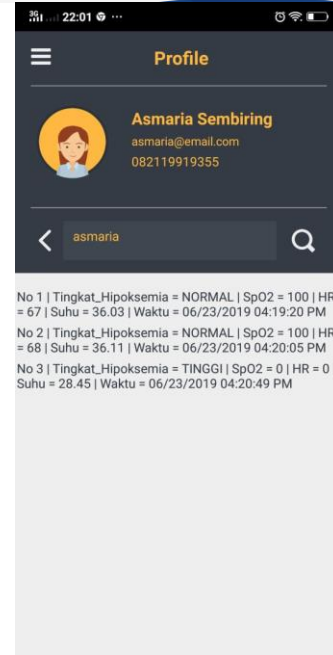 3G 22:01 ...
Profile
Asmaria Sembiring
asmaria@email.com
082119919355
asmaria
No 1 | Tingkat_Hipoksemia = NORMAL | SpO2 = 100 | HR
= 67 | Suhu = 36.03 | Waktu = 06/23/2019 04:19:20 PM
No 2 | Tingkat_Hipoksemia = NORMAL | SpO2 = 100 | HR
= 68 | Suhu = 36.11 | Waktu = 06/23/2019 04:20:05 PM
No 3 | Tingkat_Hipoksemia = TINGGI | SpO2 = 0 | HR = 0
Suhu = 28.45 | Waktu = 06/23/2019 04:20:49 PM